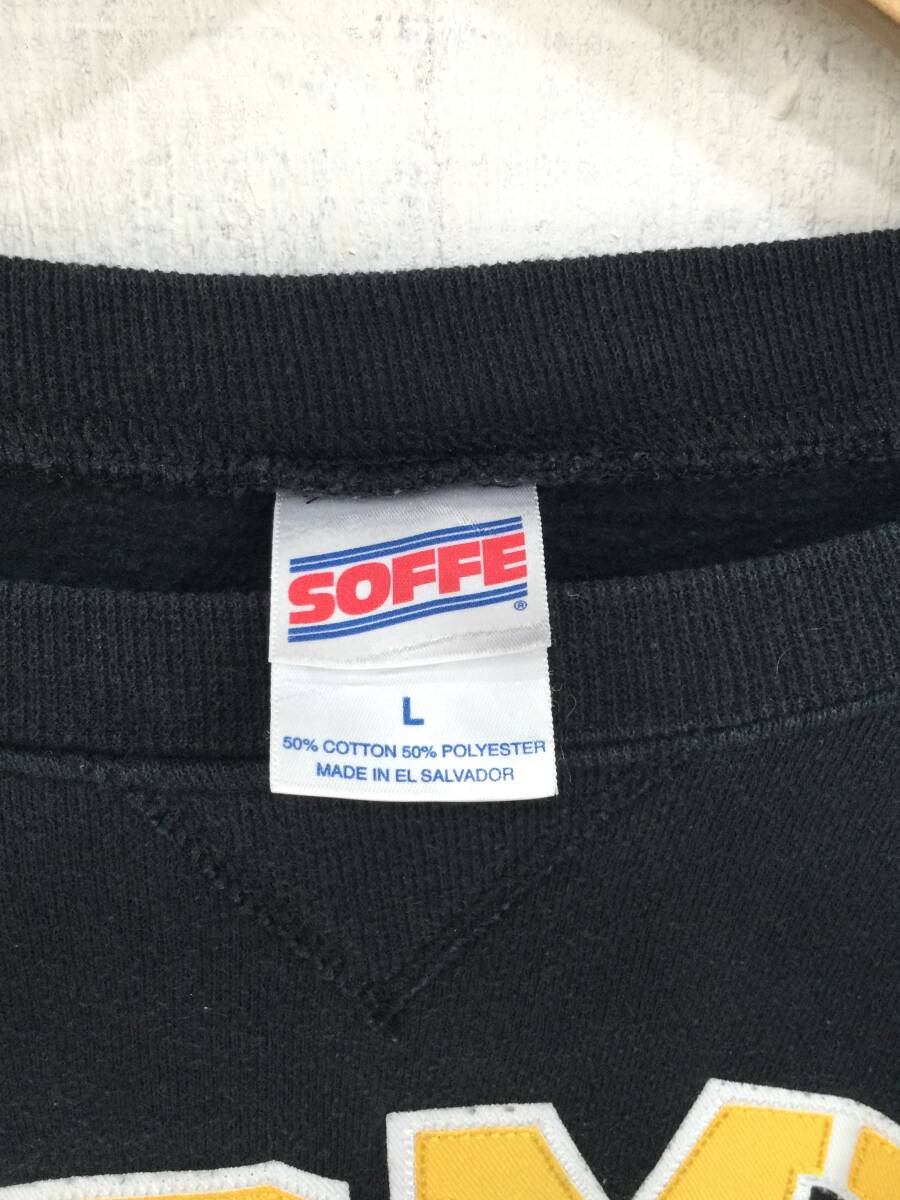 SOFFE
®
L
50% COTTON 50% POLYESTER
MADE IN EL SALVADOR